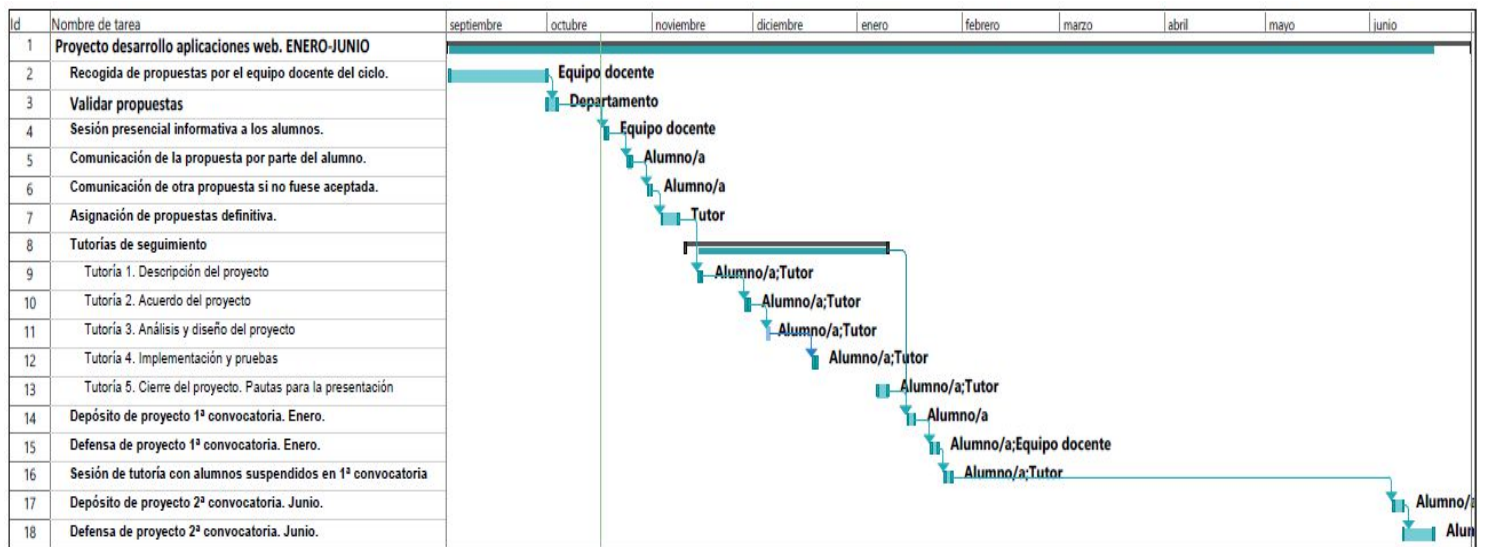 Id Nombre de tarea septiembre octubre noviembre diciembre enero febrero marzo abril mayo junio
1 Proyecto desarrollo aplicaciones web. ENERO-JUNIO
2 Recogida de propuestas por el equipo docente del ciclo. Equipo docente
3 Validar propuestas Departamento
4 Sesión presencial informativa a los alumnos. Equipo docente
5 Comunicación de la propuesta por parte del alumno. Alumno/a
6 Comunicación de otra propuesta si no fuese aceptada. Alumno/a
7 Asignación de propuestas definitiva. Tutor
8 Tutorías de seguimiento
9 Tutoría 1. Descripción del proyecto Alumno/a;Tutor
10 Tutoría 2. Acuerdo del proyecto Alumno/a;Tutor
11 Tutoría 3. Análisis y diseño del proyecto Alumno/a;Tutor
12 Tutoría 4. Implementación y pruebas Alumno/a;Tutor
13 Tutoría 5. Cierre del proyecto. Pautas para la presentación Alumno/a;Tutor
14 Depósito de proyecto 1ª convocatoria. Enero. Alumno/a
15 Defensa de proyecto 1ª convocatoria. Enero. Alumno/a;Equipo docente
16 Sesión de tutoría con alumnos suspendidos en 1ª convocatoria Alumno/a;Tutor
17 Depósito de proyecto 2ª convocatoria. Junio. Alumno/a
18 Defensa de proyecto 2ª convocatoria. Junio. Alun